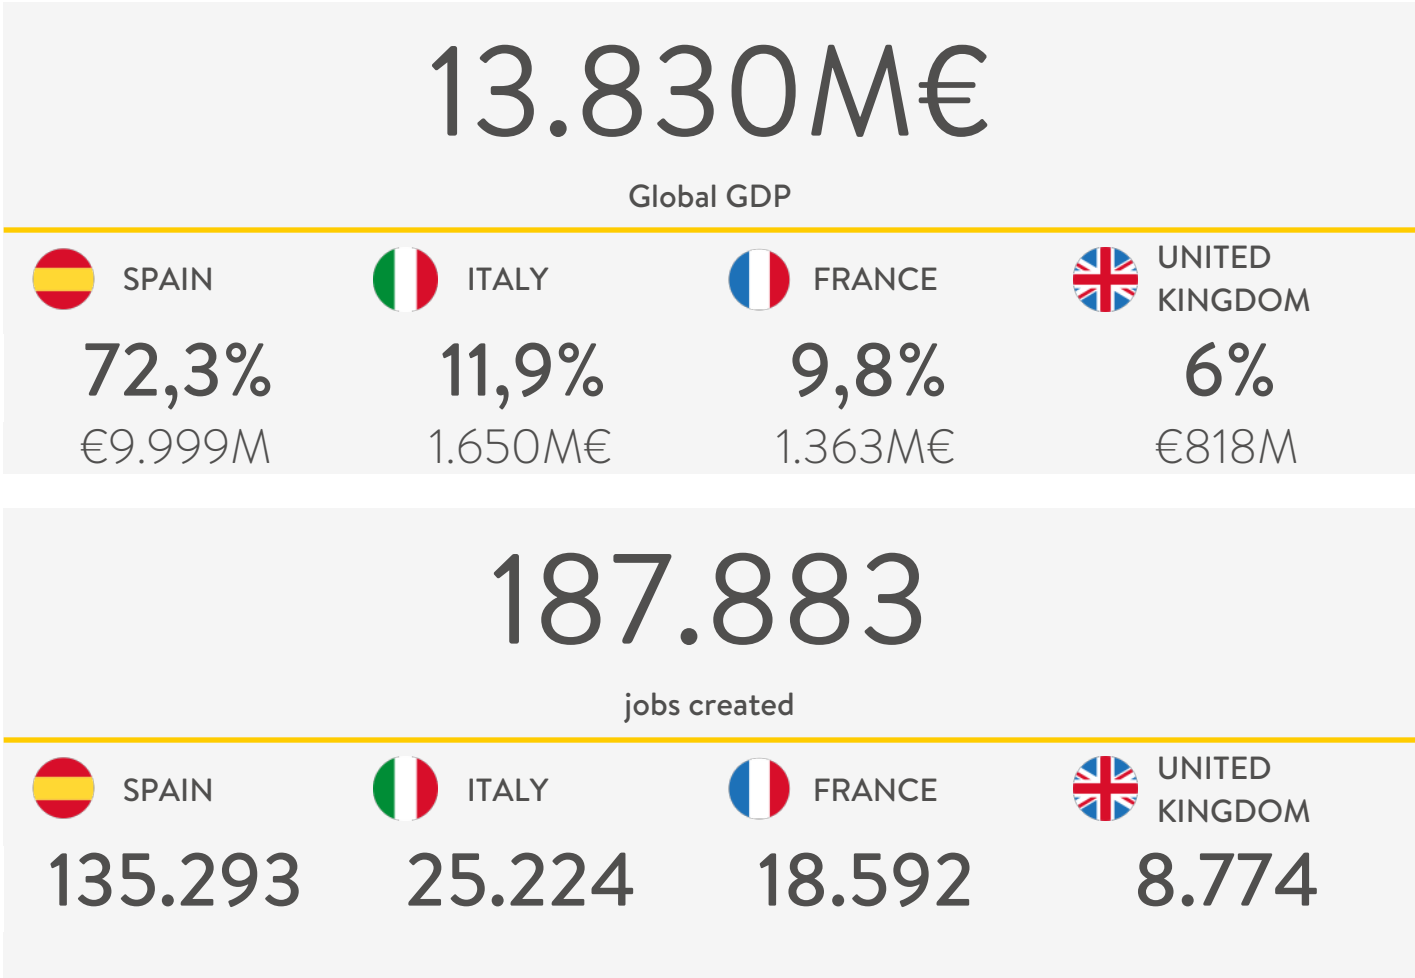 13.830M€
Global GDP
SPAIN
ITALY
FRANCE
UNITED
KINGDOM
72,3%
11,9%
9,8%
6%
€9.999M
1.650M€
1.363M€
€818M
187.883
jobs created
SPAIN
ITALY
FRANCE
UNITED
KINGDOM
135.293
25.224
18.592
8.774